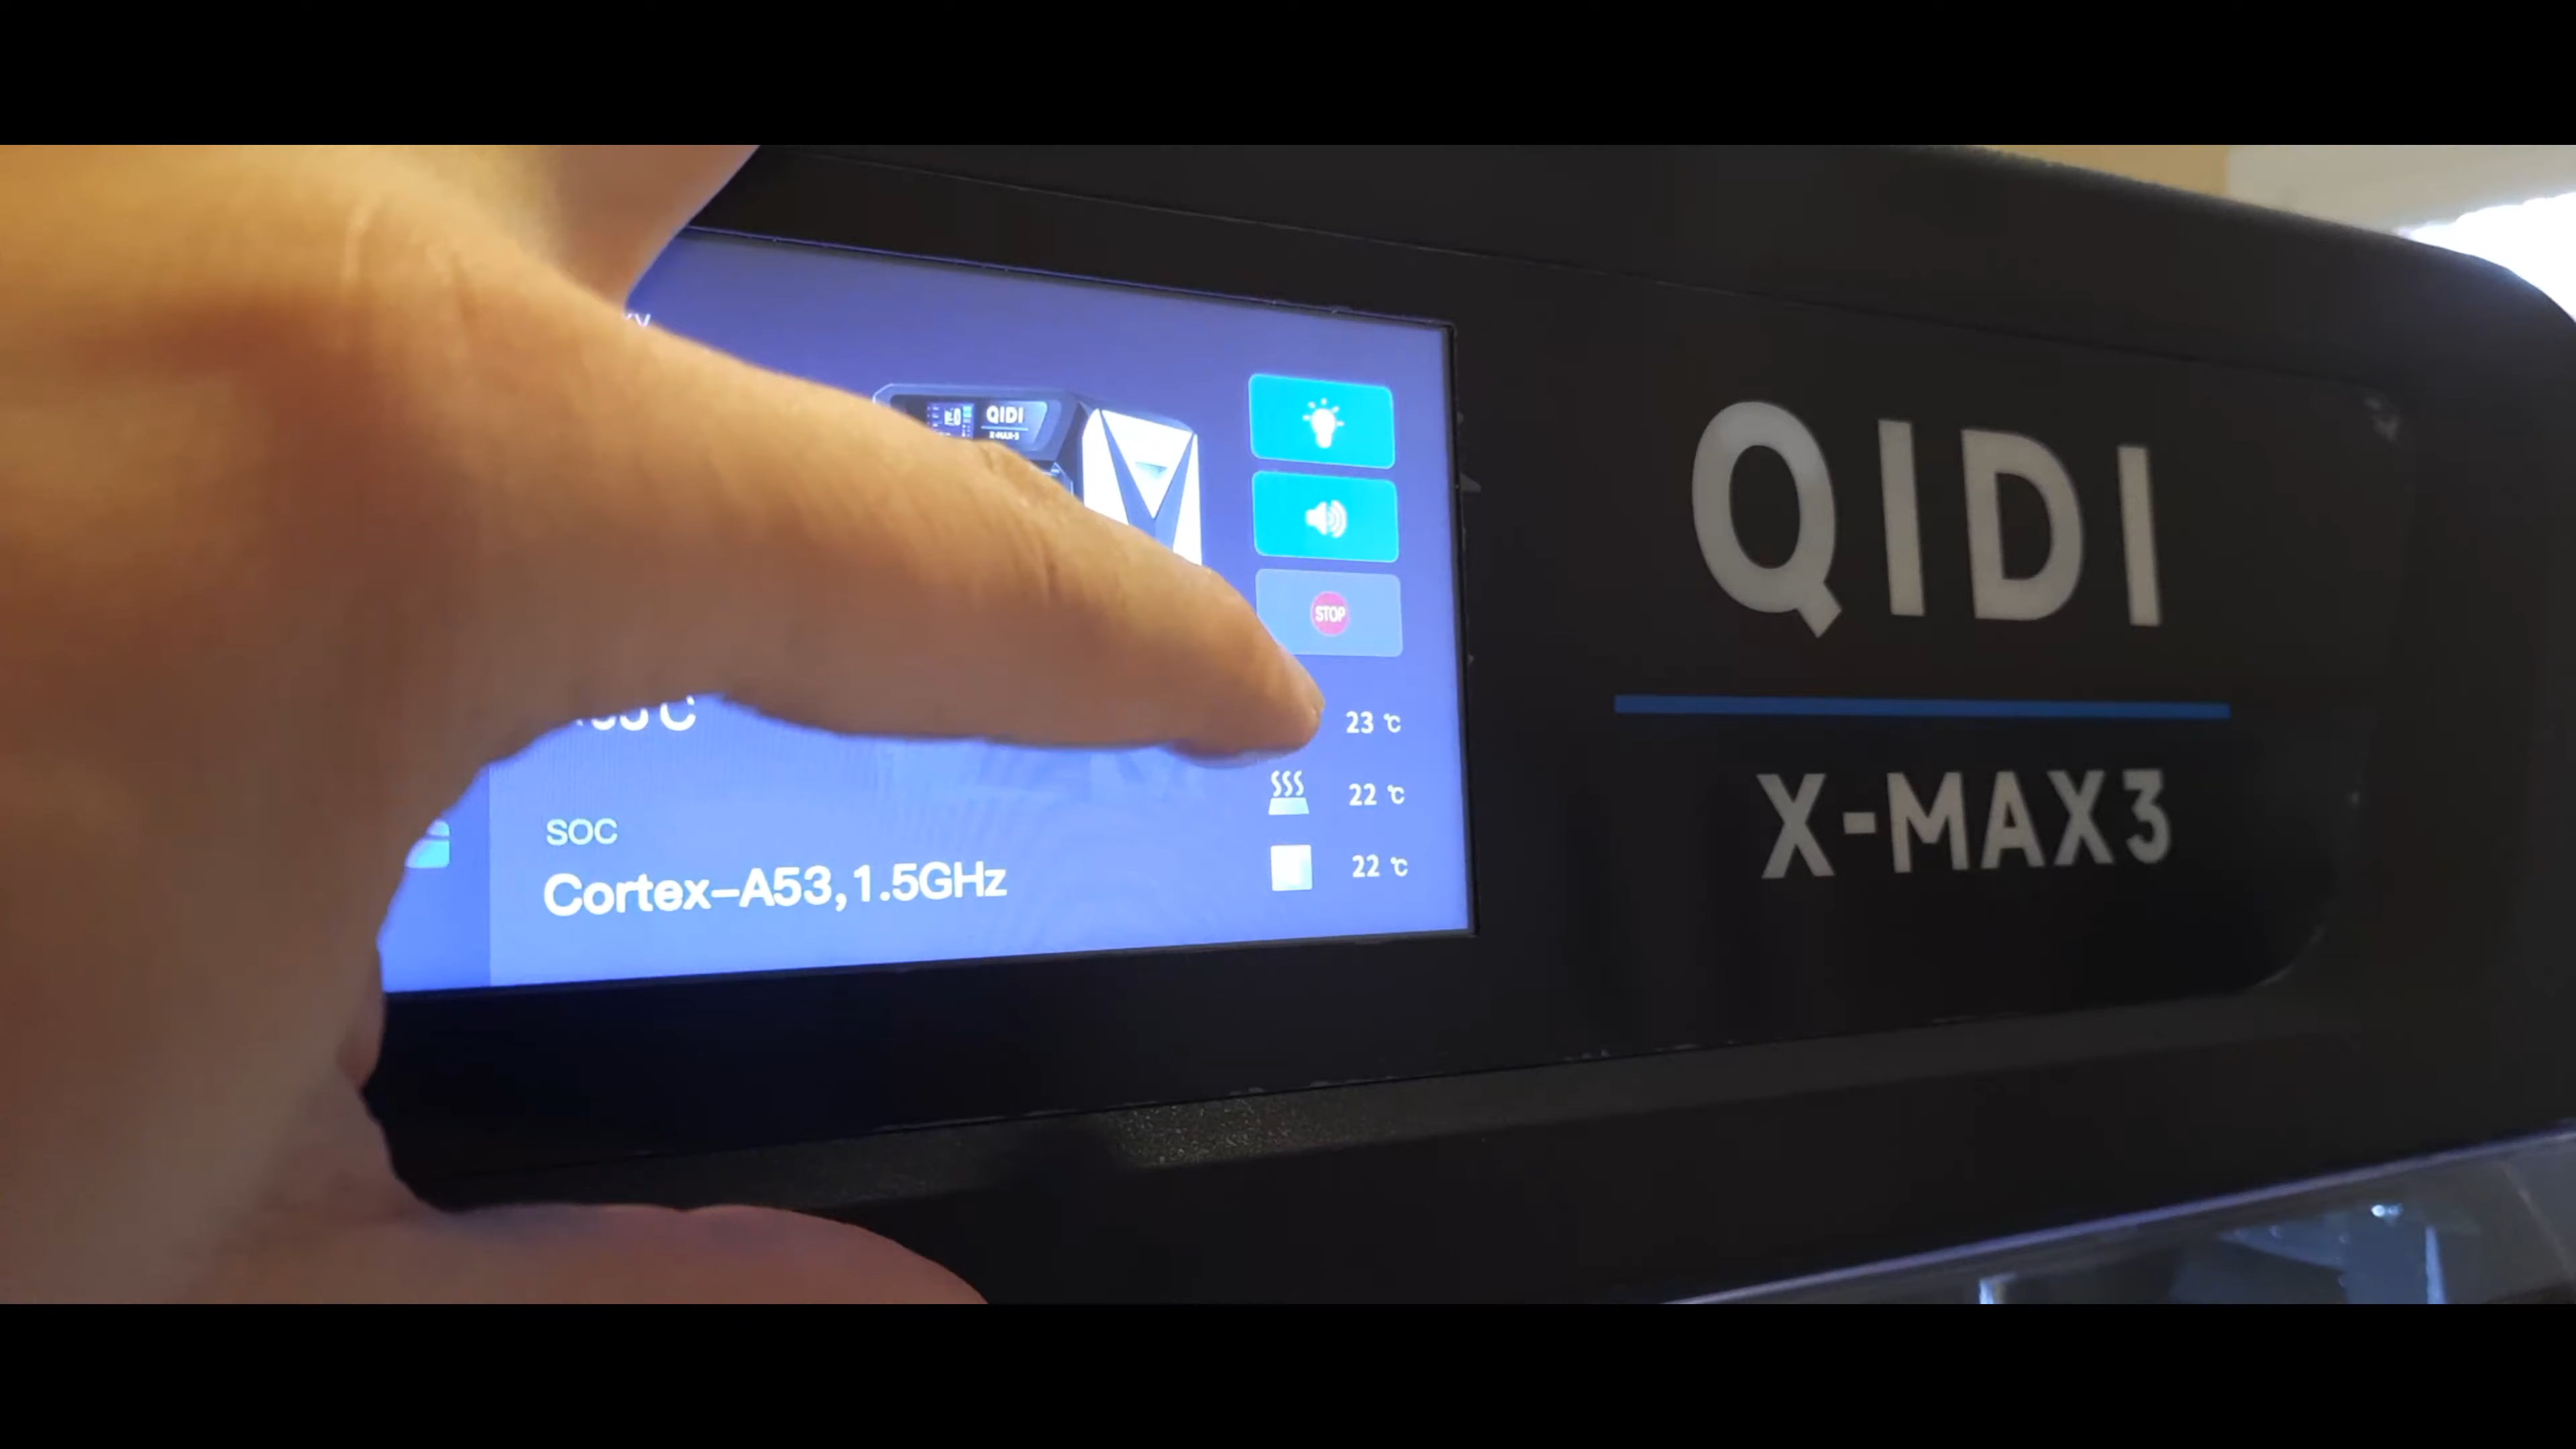 QIDI
STOP
23 ℃
22 ℃
SOC
Cortex-A53,1.5GHz
22 ℃
QIDI
X-MAX3